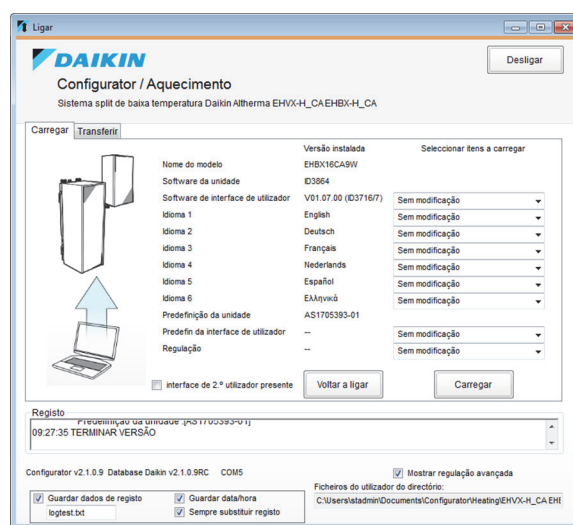 Ligar
DAIKIN
Desligar
Configurator / Aquecimento
Sistema split de baixa temperatura Daikin Altherma EHVX-H_CAEHBX-H_CA
Carregar Transferir
Versão instalada Seleccionar itens a carregar
Nome do modelo EHBX16CA9W
Software da unidade ID3864
Software de interface de utilizador V01.07.00 (ID3716/7) Sem modificação
Idioma 1 English Sem modificação
Idioma 2 Deutsch Sem modificação
Idioma 3 Français Sem modificação
Idioma 4 Nederlands Sem modificação
Idioma 5 Español Sem modificação
Idioma 6 Ελληνικά Sem modificação
Predefinição da unidade AS1705393-01
Predefin da interface de utilizador -- Sem modificação
Regulação -- Sem modificação
interface de 2.º utilizador presente Voltar a ligar Carregar
Registo
Predefinição da unidade :[AS1705393-01]
09:27:35 TERMINAR VERSÃO
Configurator v2.1.0.9 Database Daikin v2.1.0.9RC COM5
Mostrar regulação avançada
Ficheiros do utilizador do directório:
Guardar dados de registo Guardar data/hora
C:\Users\stadmin\Documents\Configurator\Heating\EHVX-H_CA EHB
logtest.txt Sempre substituir registo